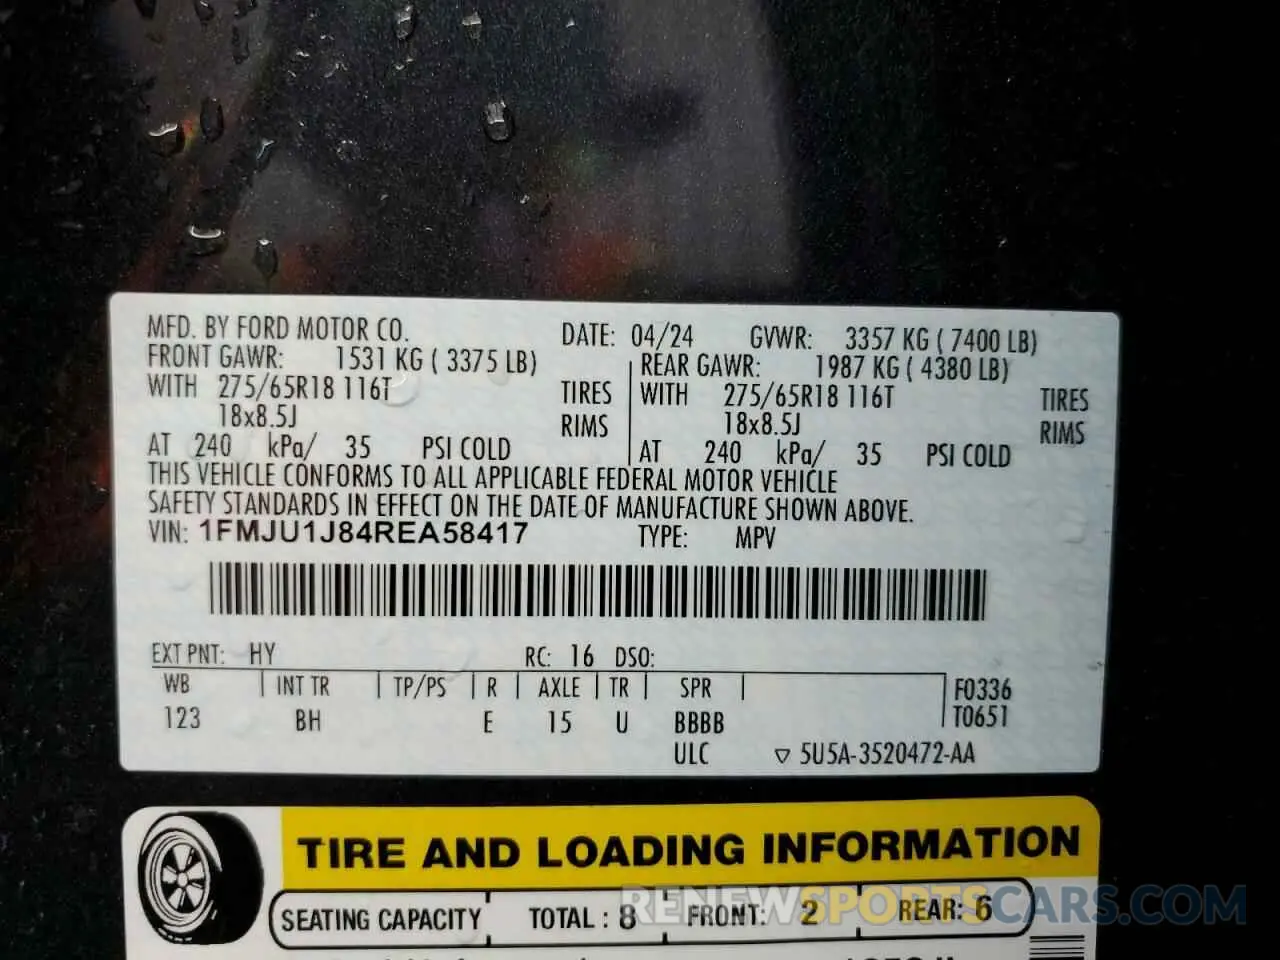 MFD. BY FORD MOTOR CO. DATE: 04/24 GVWR: 3357 KG ( 7400 LB)
FRONT GAWR: 1531 KG ( 3375 LB) REAR GAWR: 1987 KG ( 4380 LB)
WITH 275/65R18 116T TIRES WITH 275/65R18 116T TIRES
18x8.5J RIMS 18x8.5J RIMS
AT 240 kPa/ 35 PSI COLD AT 240 kPa/ 35 PSI COLD
THIS VEHICLE CONFORMS TO ALL APPLICABLE FEDERAL MOTOR VEHICLE
SAFETY STANDARDS IN EFFECT ON THE DATE OF MANUFACTURE SHOWN ABOVE.
VIN: 1FMJU1J84REA58417 TYPE: MPV
EXT PNT: HY RC: 16 DSO:
WB INT TR TP/PS R AXLE TR SPR F0336
123 BH E 15 U BBBB T0651
ULC ▽ 5U5A-3520472-AA
TIRE AND LOADING INFORMATION
SEATING CAPACITY TOTAL : 8 FRONT: 2 REAR: 6
RENEWSPORTSCARS.COM